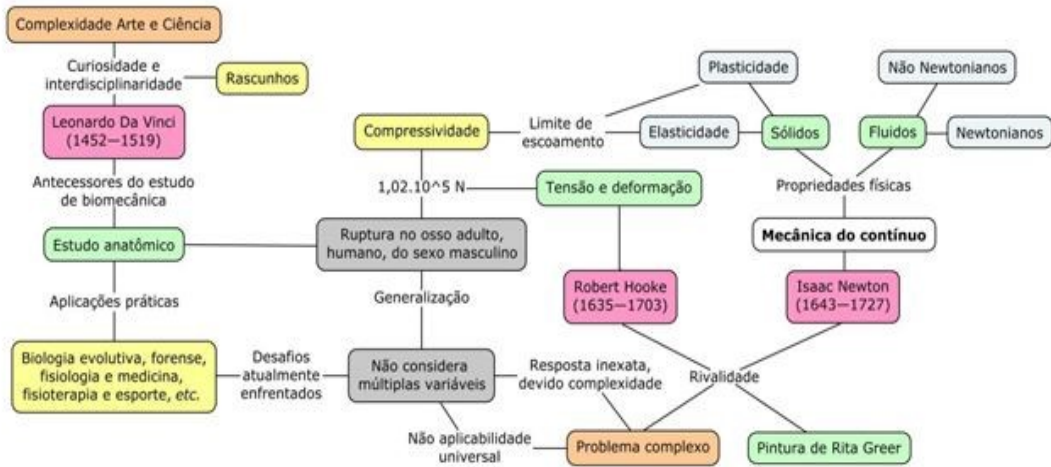 Complexidade Arte e Ciência
Curiosidade e
interdisciplinaridade
Rascunhos
Leonardo Da Vinci
(1452—1519)
Antecessores do estudo
de biomecânica
Estudo anatômico
Aplicações práticas
Biologia evolutiva, forense,
fisiologia e medicina,
fisioterapia e esporte, etc.
Desafios
atualmente
enfrentados
Compressividade
1,02.10^5 N
Ruptura no osso adulto,
humano, do sexo masculino
Generalização
Não considera
múltiplas variáveis
Não aplicabilidade
universal
Resposta inexata,
devido complexidade
Problema complexo
Limite de
escoamento
Plasticidade
Elasticidade
Sólidos
Tensão e deformação
Robert Hooke
(1635—1703)
Não Newtonianos
Fluidos
Newtonianos
Propriedades físicas
Mecânica do contínuo
Isaac Newton
(1643—1727)
Rivalidade
Pintura de Rita Greer